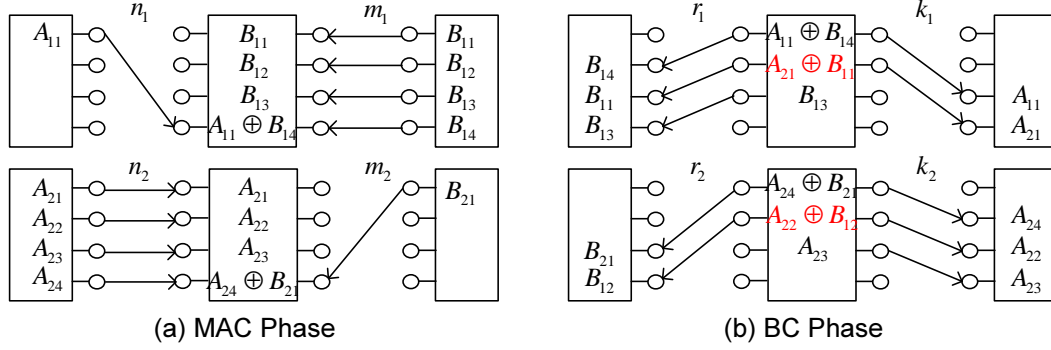 n₁ m₁
A₁₁ B₁₁ B₁₁
B₁₂ B₁₂
B₁₃ B₁₃
A₁₁ ⊕ B₁₄ B₁₄
n₂ m₂
A₂₁ A₂₁ B₂₁
A₂₂ A₂₂
A₂₃ A₂₃
A₂₄ A₂₄ ⊕ B₂₁
(a) MAC Phase
r₁ k₁
A₁₁ ⊕ B₁₄
B₁₄ A₂₁ ⊕ B₁₁
B₁₁ B₁₃ A₁₁
B₁₃ A₂₁
r₂ k₂
A₂₄ ⊕ B₂₁
A₂₂ ⊕ B₁₂ A₂₄
B₂₁ A₂₃ A₂₂
B₁₂ A₂₃
(b) BC Phase